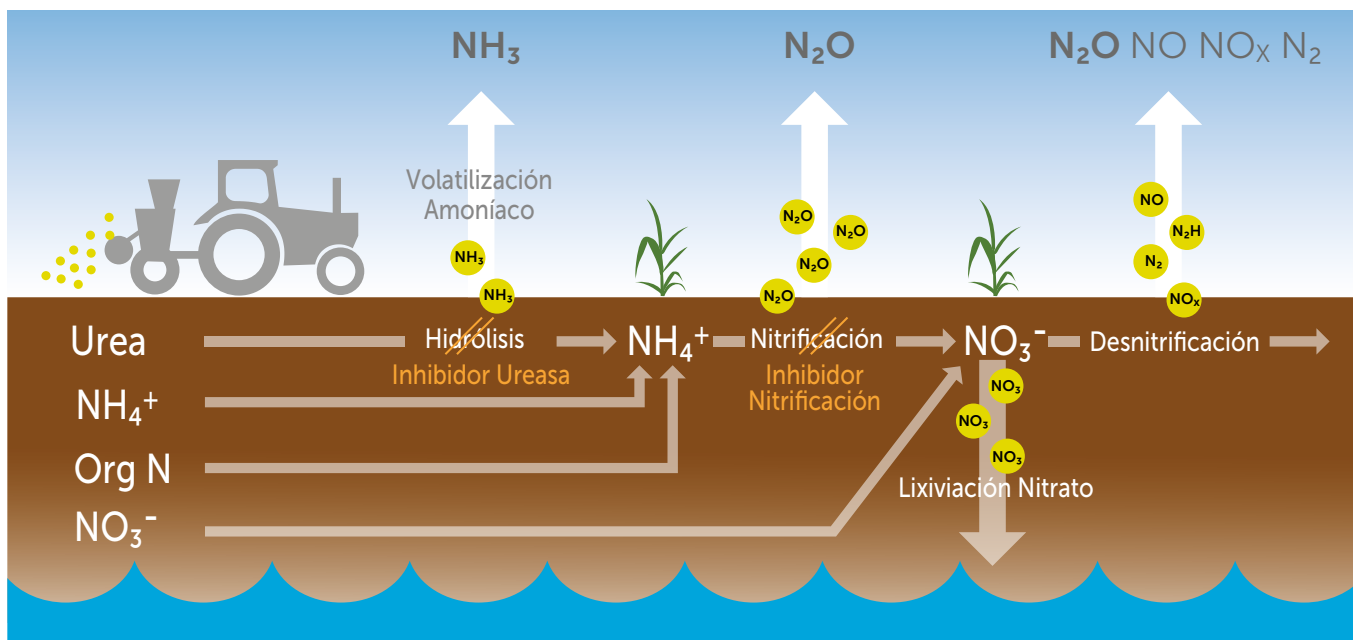 NH₃
N₂O
N₂O NO NOₓ N₂
Volatilización
Amoníaco
NH₃
NH₃
N₂O
N₂O
N₂O
N₂O
NO
N₂H
N₂
NOₓ
Urea
Hidrólisis
NH₄⁺
Nitrificación
NO₃⁻
Desnitrificación
Inhibidor Ureasa
Inhibidor
Nitrificación
NH₄⁺
NO₃
NO₃
NO₃
Org N
Lixiviación Nitrato
NO₃⁻